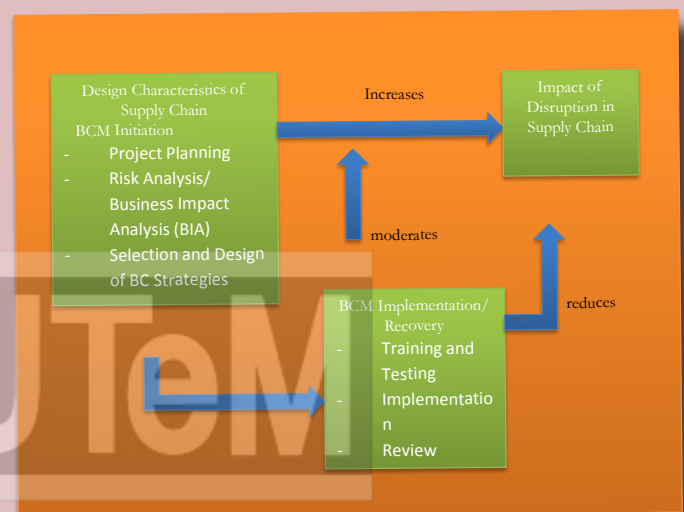 Design Characteristics of
Supply Chain
BCM Initiation
- Project Planning
- Risk Analysis/
Business Impact
Analysis (BIA)
- Selection and Design
of BC Strategies
Increases
Impact of
Disruption in
Supply Chain
moderates
BCM Implementation/
Recovery
- Training and
Testing
- Implementatio
n
- Review
reduces
UTeM